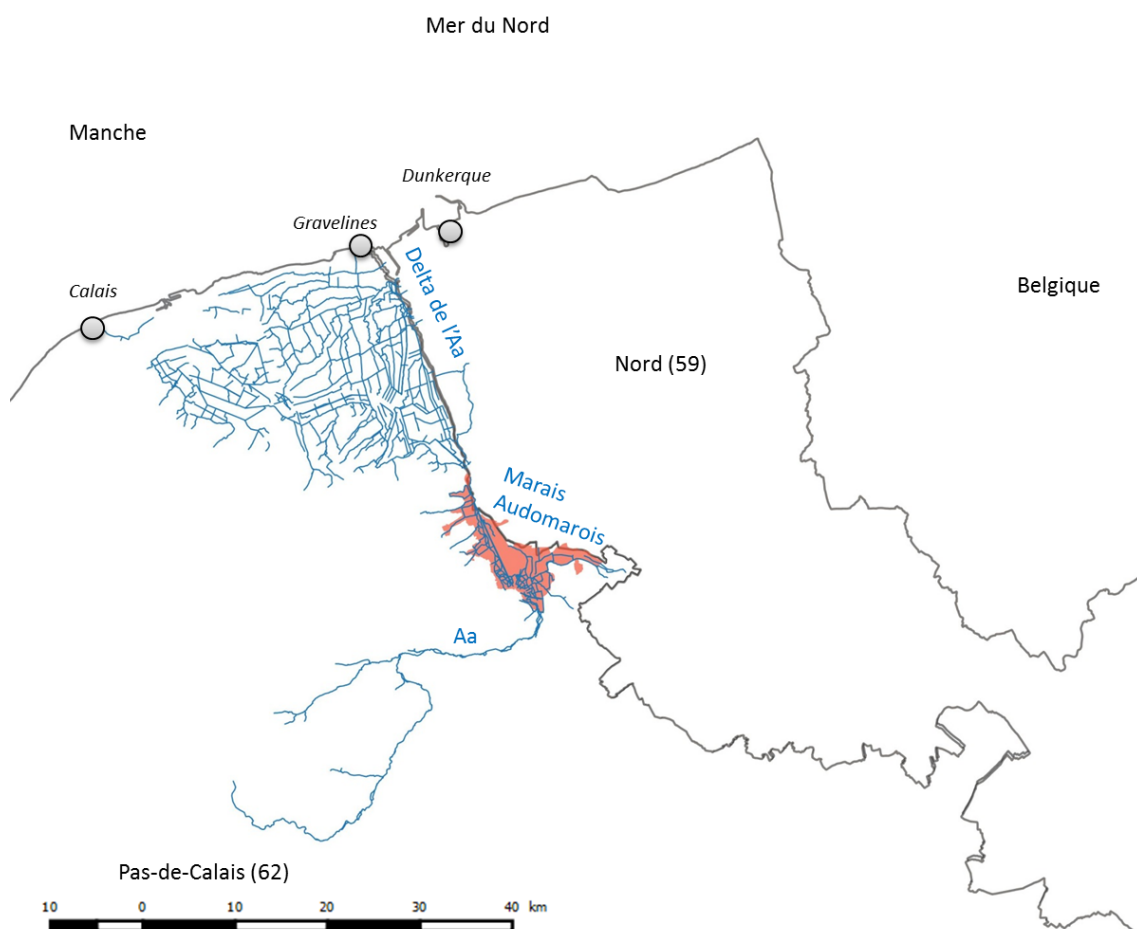 Mer du Nord
Manche
Dunkerque
Gravelines
Calais
Delta de l'Aa
Belgique
Nord (59)
Marais
Audomarois
Aa
Pas-de-Calais (62)
10 0 10 20 30 40 km